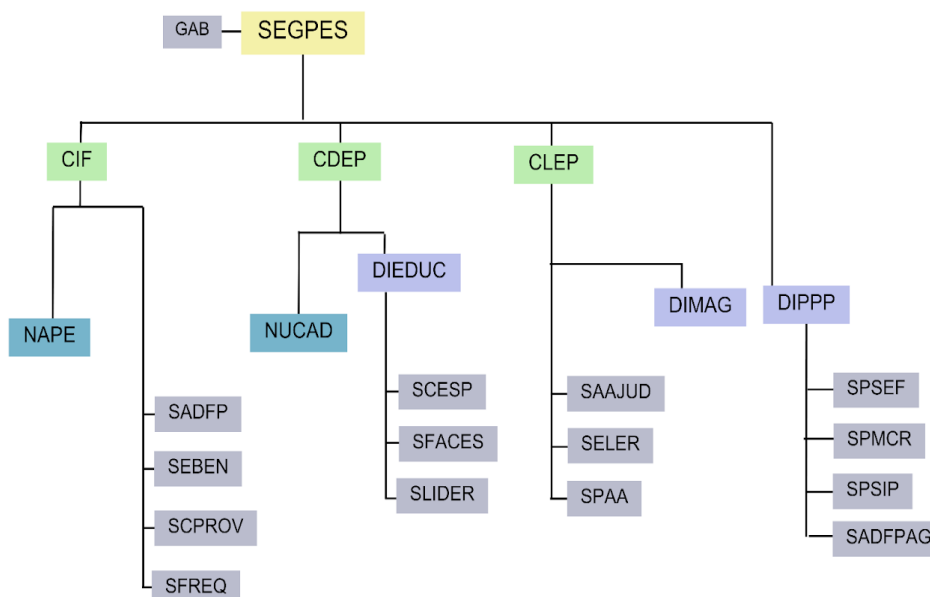 GAB
SEGPES
CIF
CDEP
CLEP
DIEDUC
DIMAG
DIPPP
NAPE
NUCAD
SADFP
SEBEN
SCPROV
SFREQ
SCESP
SFACES
SLIDER
SAAJUD
SELER
SPAA
SPSEF
SPMCR
SPSIP
SADFPAG